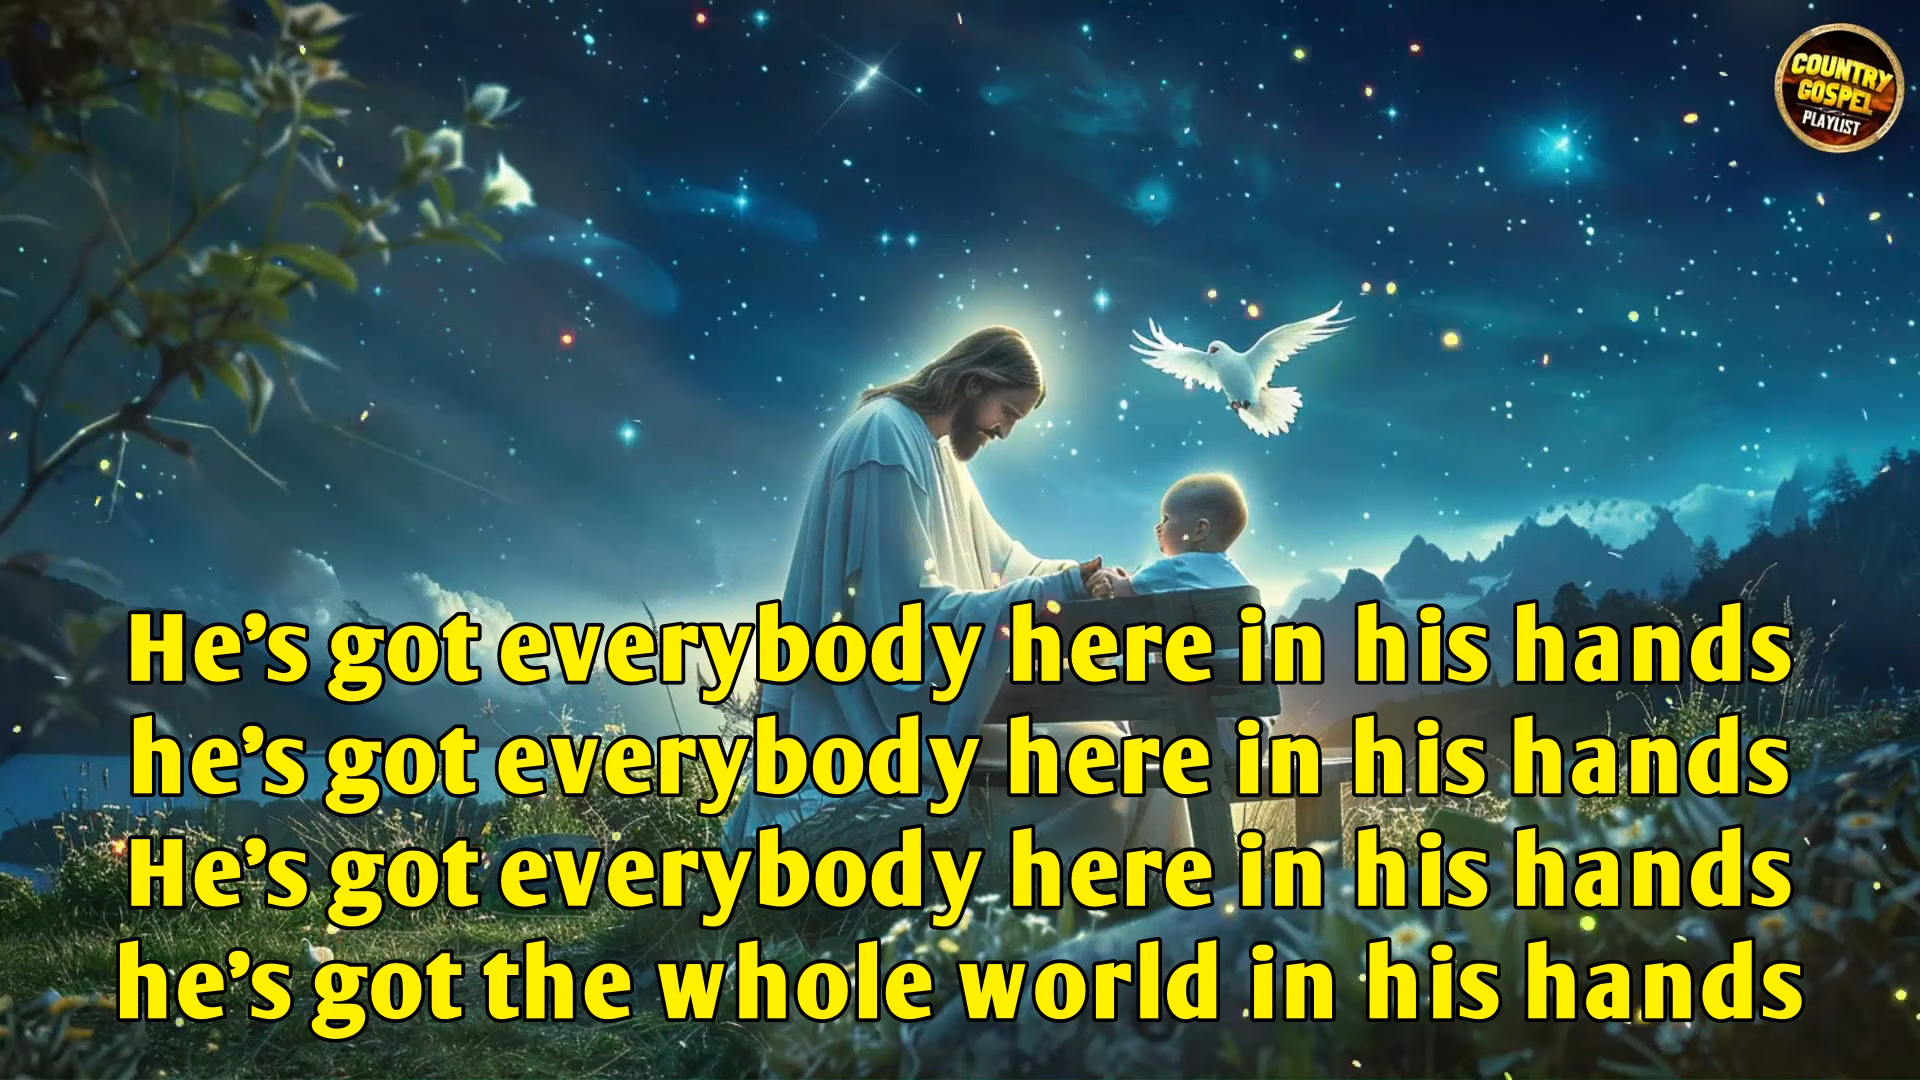 COUNTRY
GOSPEL
PLAYLIST
He's got everybody here in his hands
he's got everybody here in his hands
He's got everybody here in his hands
he's got the whole world in his hands